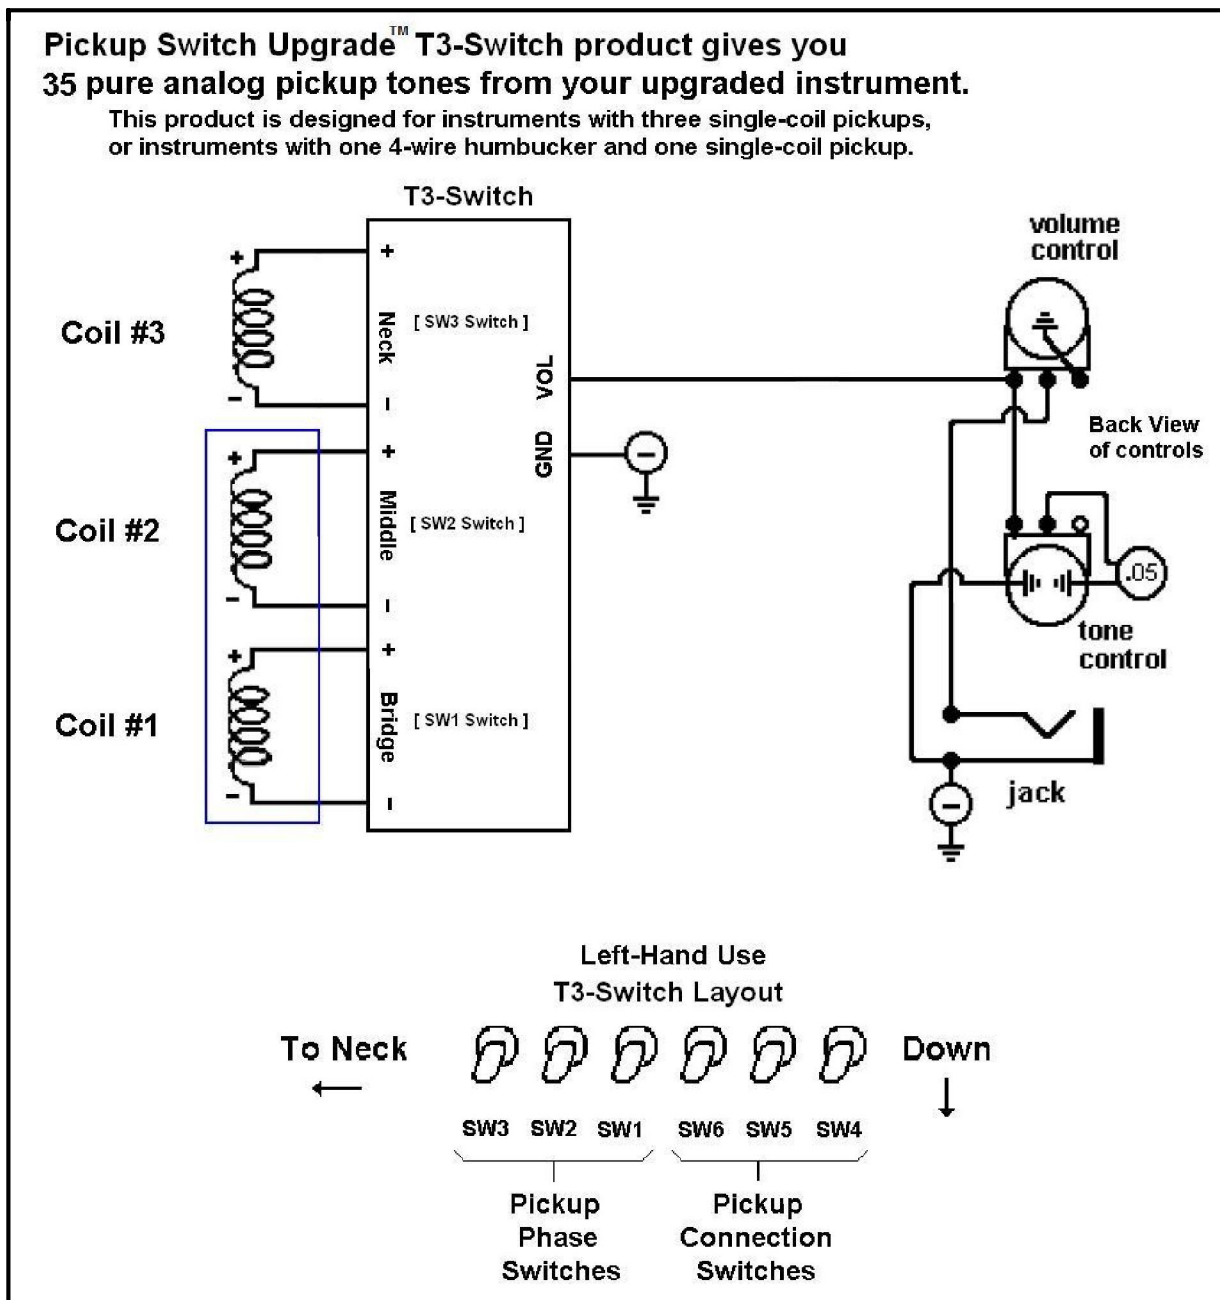 Pickup Switch Upgrade™ T3-Switch product gives you
35 pure analog pickup tones from your upgraded instrument.
This product is designed for instruments with three single-coil pickups,
or instruments with one 4-wire humbucker and one single-coil pickup.
T3-Switch
Coil #3
+
-
+
Neck
-
[ SW3 Switch ]
Coil #2
+
-
+
Middle
-
[ SW2 Switch ]
Coil #1
+
-
+
Bridge
-
[ SW1 Switch ]
VOL
GND
-
volume
control
Back View
of controls
.05
tone
control
jack
-
Left-Hand Use
T3-Switch Layout
To Neck
Down
SW3 SW2 SW1 SW6 SW5 SW4
Pickup
Phase
Switches
Pickup
Connection
Switches